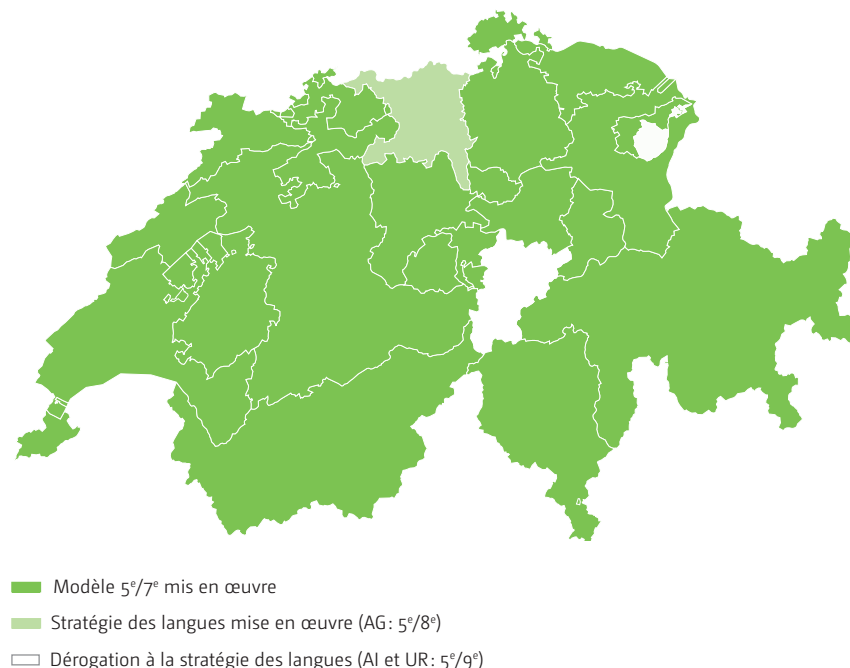 Modèle 5ᵉ/7ᵉ mis en œuvre
Stratégie des langues mise en œuvre (AG: 5ᵉ/8ᵉ)
Dérogation à la stratégie des langues (AI et UR: 5ᵉ/9ᵉ)